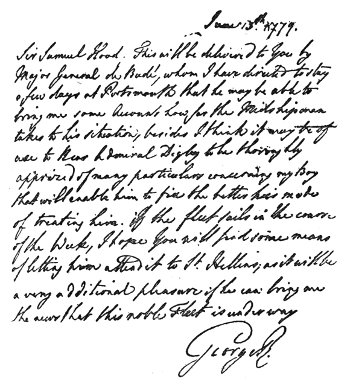 June 13th 1779.
Sir Samuel Hood. This will be delivered to You by
Major General de Budé, whom I have directed to stay
a few days at Portsmouth that he may be able to
bring me some Account how far the Midshipman
takes to his situation, besides I think it may be of
use to Rear Admiral Digby to be thoroughly
apprized of many particulars concerning my Boy
that will enable him to fix the better his mode
of treating him. If the fleet sails in the course
of the Week, I hope You will find some means
of letting him attend it to St. Hellins, as it will be
a very additional pleasure if he can bring me
the news that this noble Fleet is under way
George R.